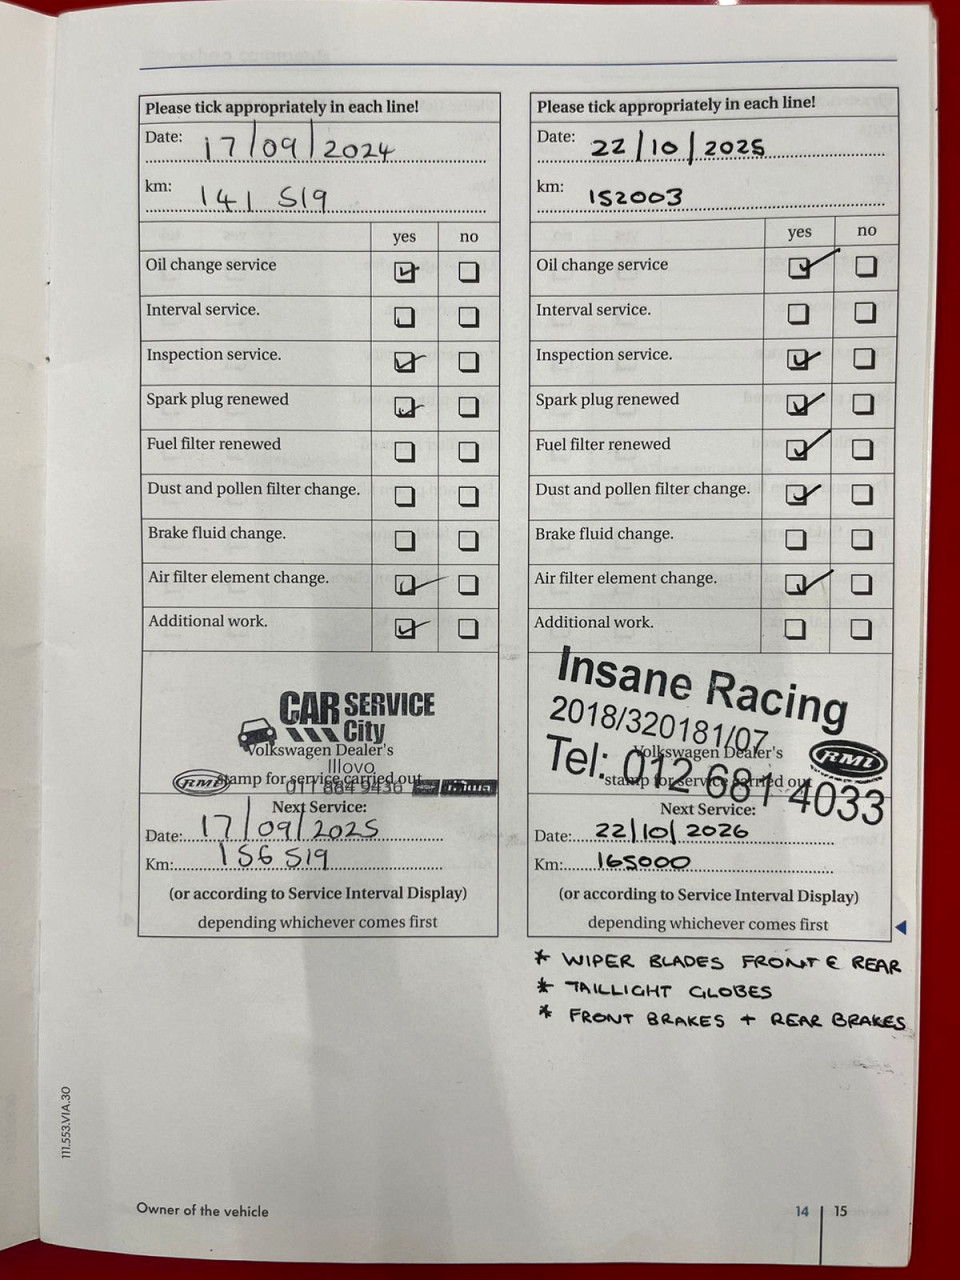 Please tick appropriately in each line!
Date: 17/09/2024
km: 141 519
yes no
Oil change service
Interval service.
Inspection service.
Spark plug renewed
Fuel filter renewed
Dust and pollen filter change.
Brake fluid change.
Air filter element change.
Additional work.
CAR SERVICE
City
Volkswagen Dealer's
Illovo
RMI stamp for service carried out
011 884 9436
Next Service:
Date: 17/09/2025
Km: 156 519
(or according to Service Interval Display)
depending whichever comes first
Please tick appropriately in each line!
Date: 22/10/2025
km: 152003
yes no
Oil change service
Interval service.
Inspection service.
Spark plug renewed
Fuel filter renewed
Dust and pollen filter change.
Brake fluid change.
Air filter element change.
Additional work.
Insane Racing
2018/320181/07
Volkswagen Dealer's
RMI
Tel: 012 681 4033
stamp for service carried out
Next Service:
Date: 22/10/2026
Km: 165000
(or according to Service Interval Display)
depending whichever comes first
* WIPER BLADES FRONT & REAR
* TAILLIGHT GLOBES
* FRONT BRAKES + REAR BRAKES
111.553.V1A.30
Owner of the vehicle
14 | 15